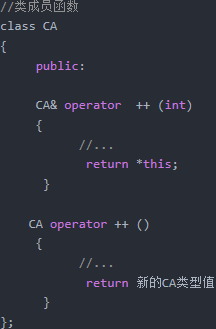 //类成员函数
class CA
{
public:
CA& operator ++ (int)
{
//...
return *this;
}
CA operator ++ ()
{
//...
return 新的CA类型值
}
};